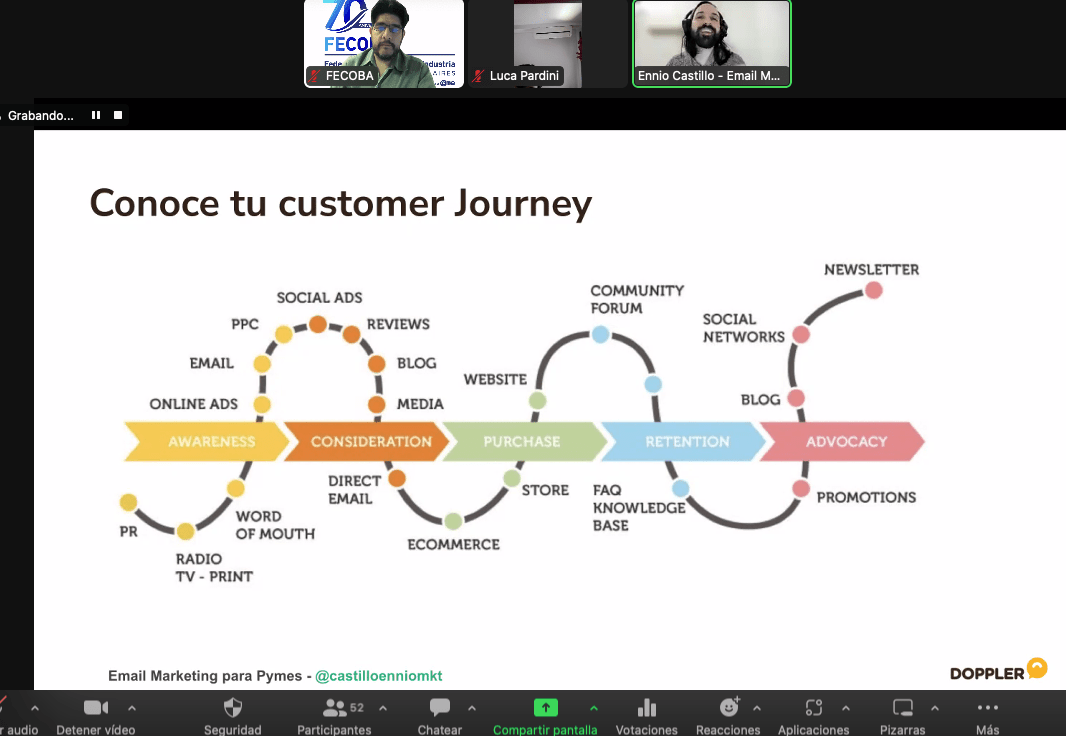 70
FECO
Fede
dustria
AIRES
FECOBA
Luca Pardini
Ennio Castillo - Email M...
Grabando...
Conoce tu customer Journey
NEWSLETTER
COMMUNITY
FORUM
SOCIAL ADS
SOCIAL
NETWORKS
PPC
REVIEWS
EMAIL
BLOG
WEBSITE
ONLINE ADS
MEDIA
BLOG
AWARENESS
CONSIDERATION
PURCHASE
RETENTION
ADVOCACY
DIRECT
EMAIL
STORE
FAQ
KNOWLEDGE
BASE
PROMOTIONS
PR
WORD
OF MOUTH
ECOMMERCE
RADIO
TV - PRINT
Email Marketing para Pymes - @castilloenniomkt
DOPPLER
52
r audio
Detener vídeo
Seguridad
Participantes
Chatear
Compartir pantalla
Votaciones
Reacciones
Aplicaciones
Pizarras
Más